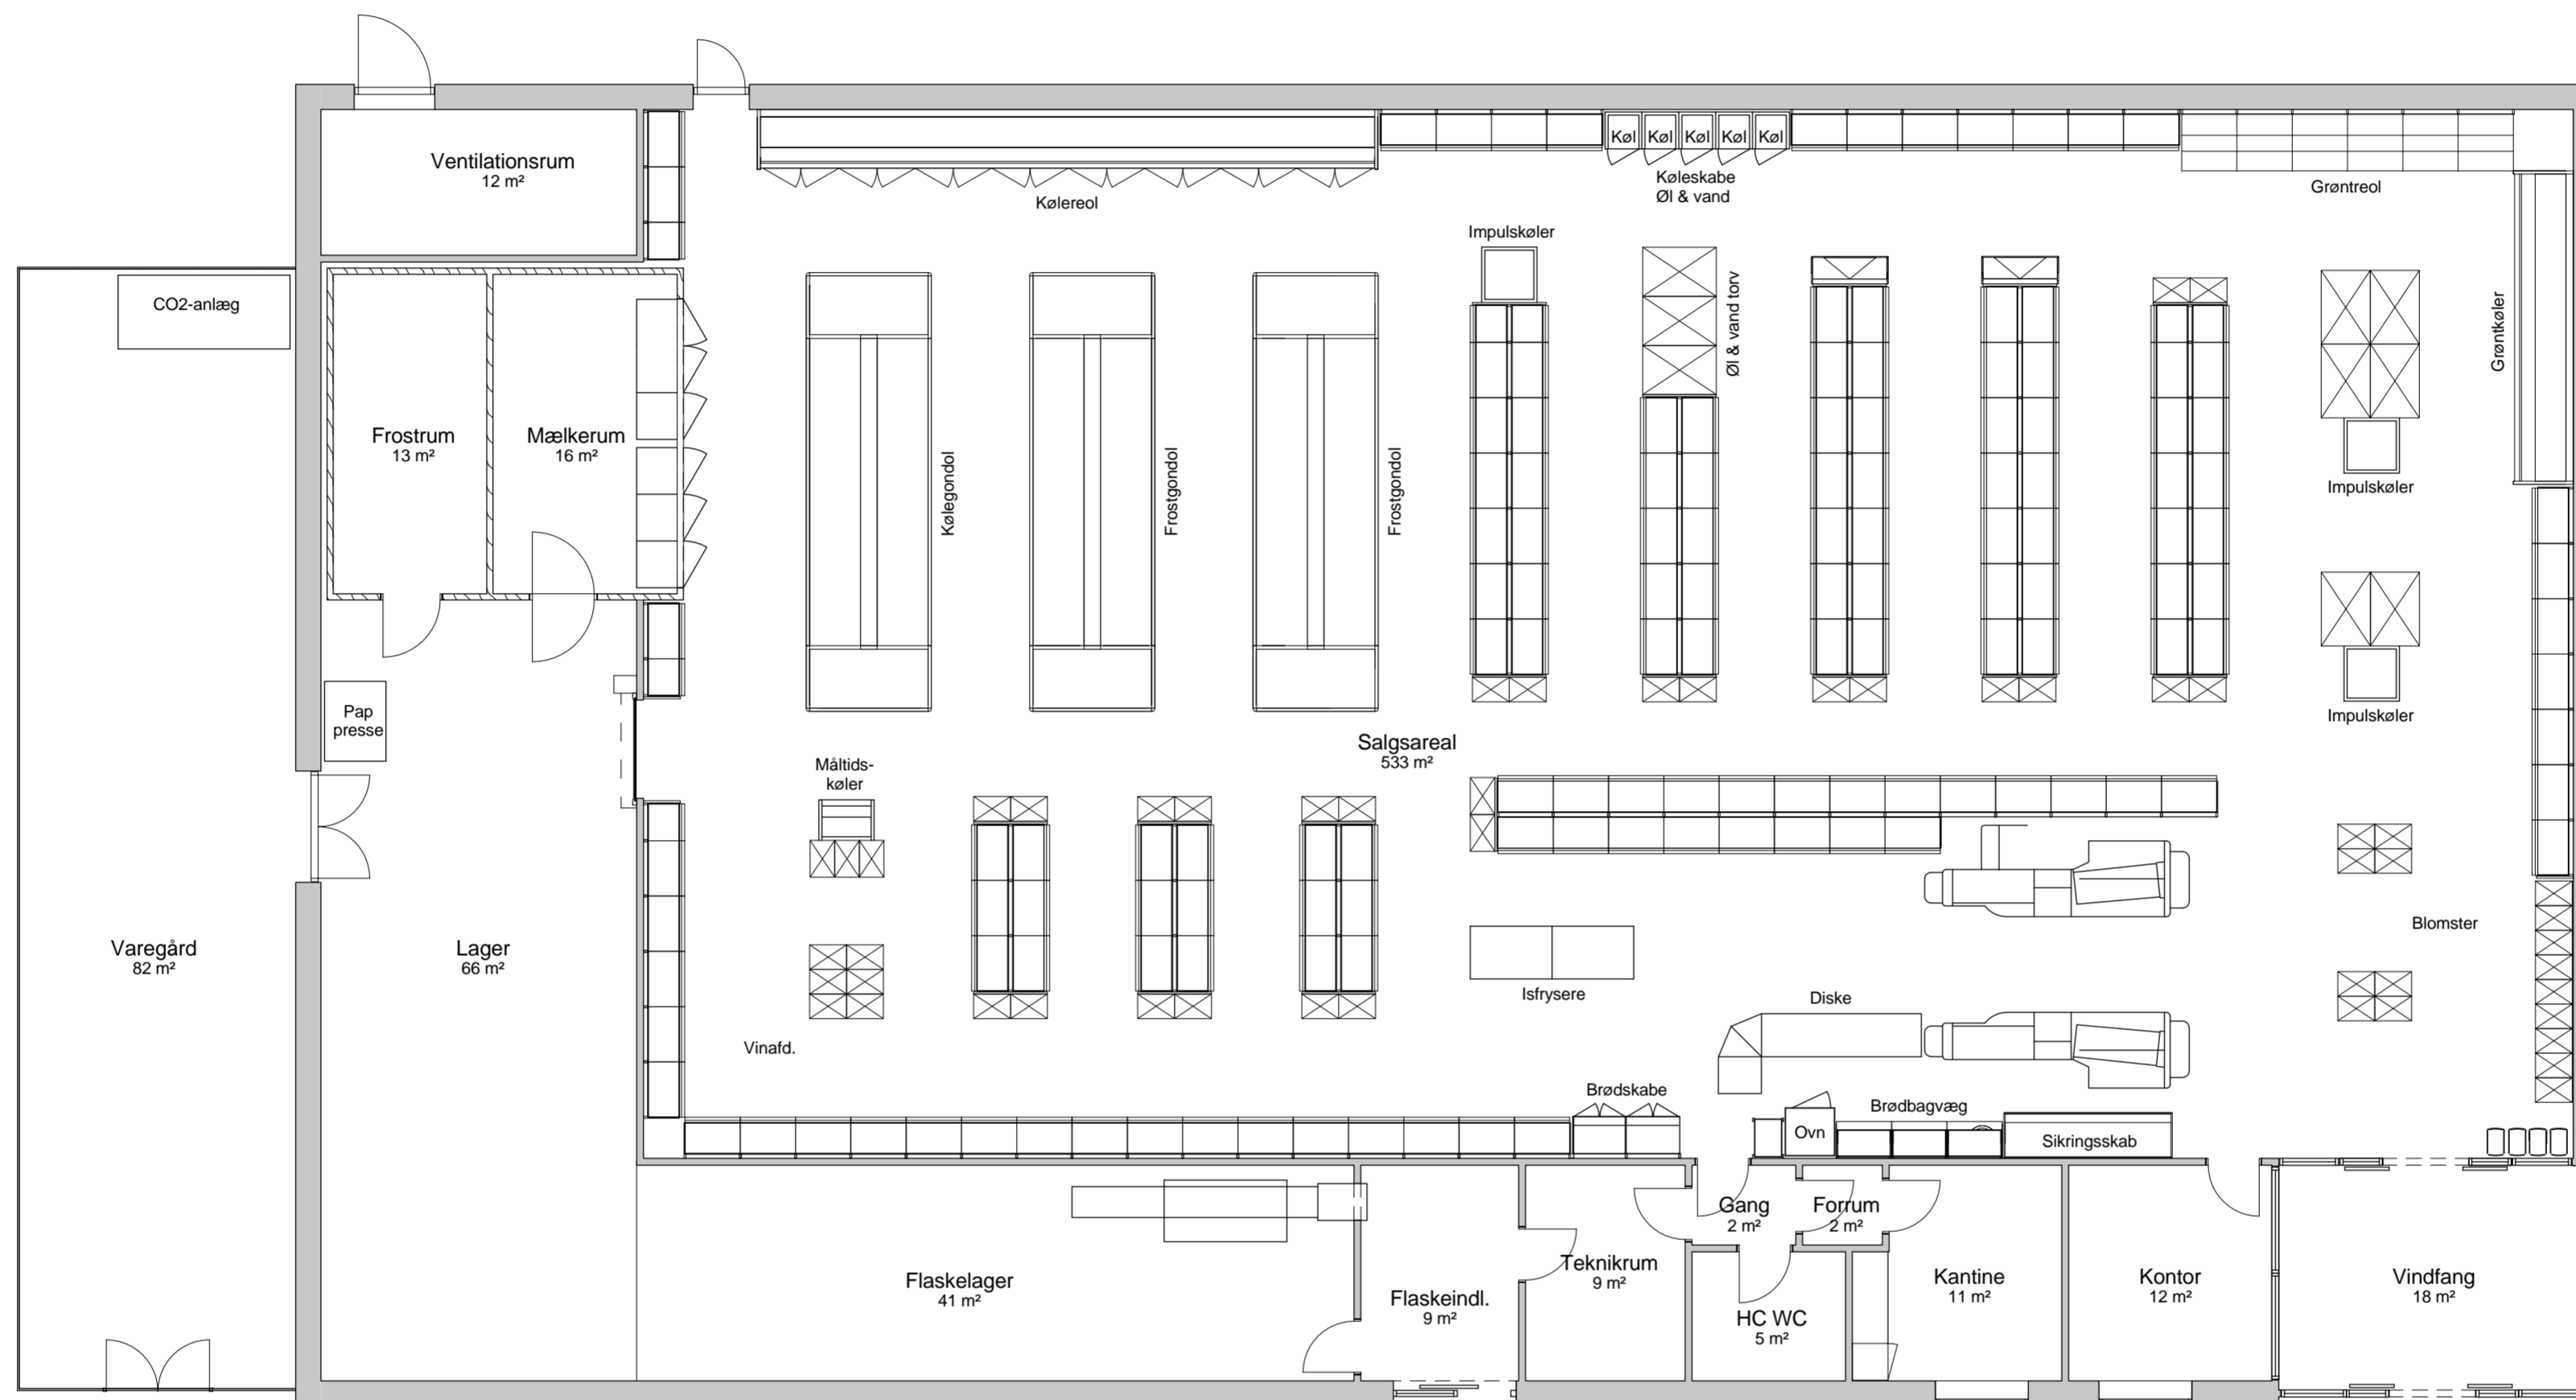 Ventilationsrum
12 m²
Kølereol
Køl
Køl
Køl
Køl
Køl
Køleskabe
Øl & vand
Grøntreol
Impulskøler
Øl & vand torv
Grøntkøler
CO2-anlæg
Frostrum
13 m²
Mælkerum
16 m²
Kølegondol
Frostgondol
Frostgondol
Impulskøler
Impulskøler
Pap
presse
Salgsareal
533 m²
Måltids-
køler
Varegård
82 m²
Lager
66 m²
Blomster
Isfrysere
Diske
Vinafd.
Brødskabe
Ovn
Brødbagvæg
Sikringsskab
Gang
2 m²
Forrum
2 m²
Flaskelager
41 m²
Flaskeindl.
9 m²
Teknikrum
9 m²
HC WC
5 m²
Kantine
11 m²
Kontor
12 m²
Vindfang
18 m²